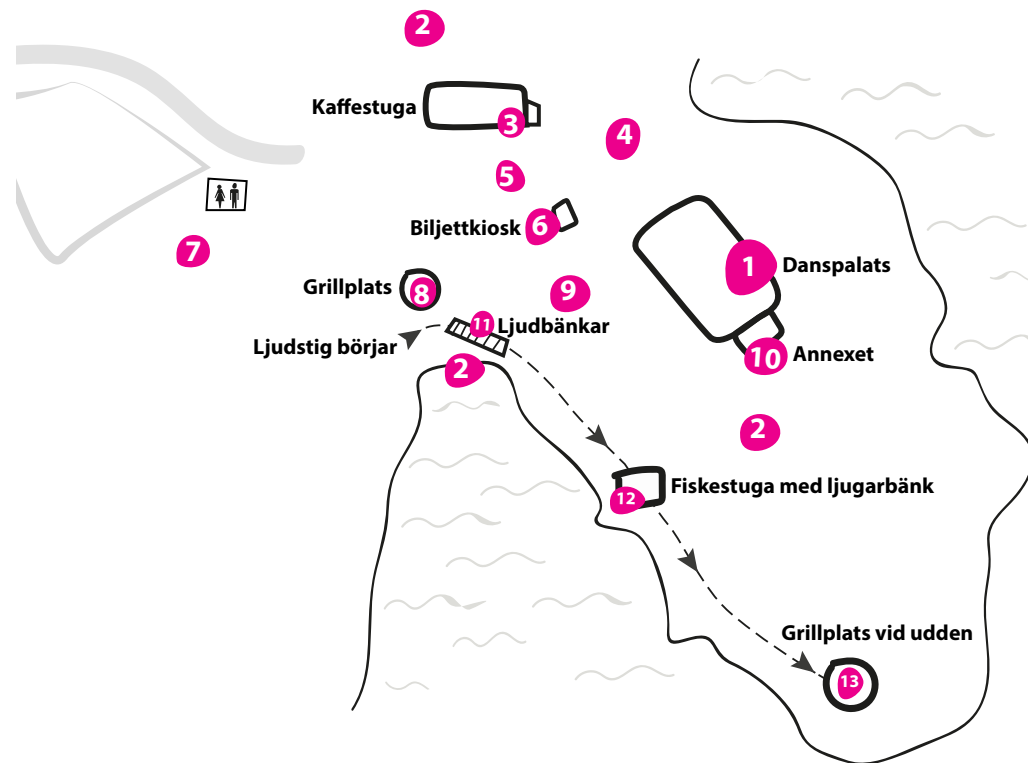 2
Kaffestuga
3
4
5
Biljettkiosk
6
7
1
Danspalats
Grillplats
8
9
11
Ljudbänkar
Ljudstig börjar
10
Annexet
2
2
Fiskestuga med ljugarbänk
12
Grillplats vid udden
13